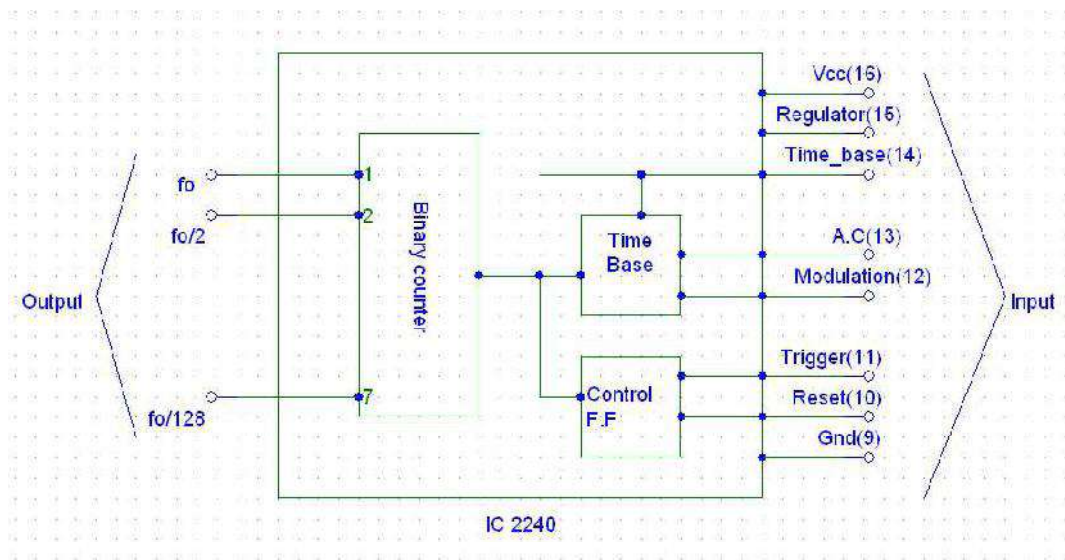 Vcc(16)
Regulator(15)
Time_base(14)
fo
1
fo/2
2
Binary counter
Time
Base
A.C(13)
Modulation(12)
Output
Input
Trigger(11)
Control
F.F
Reset(10)
fo/128
7
Gnd(9)
IC 2240